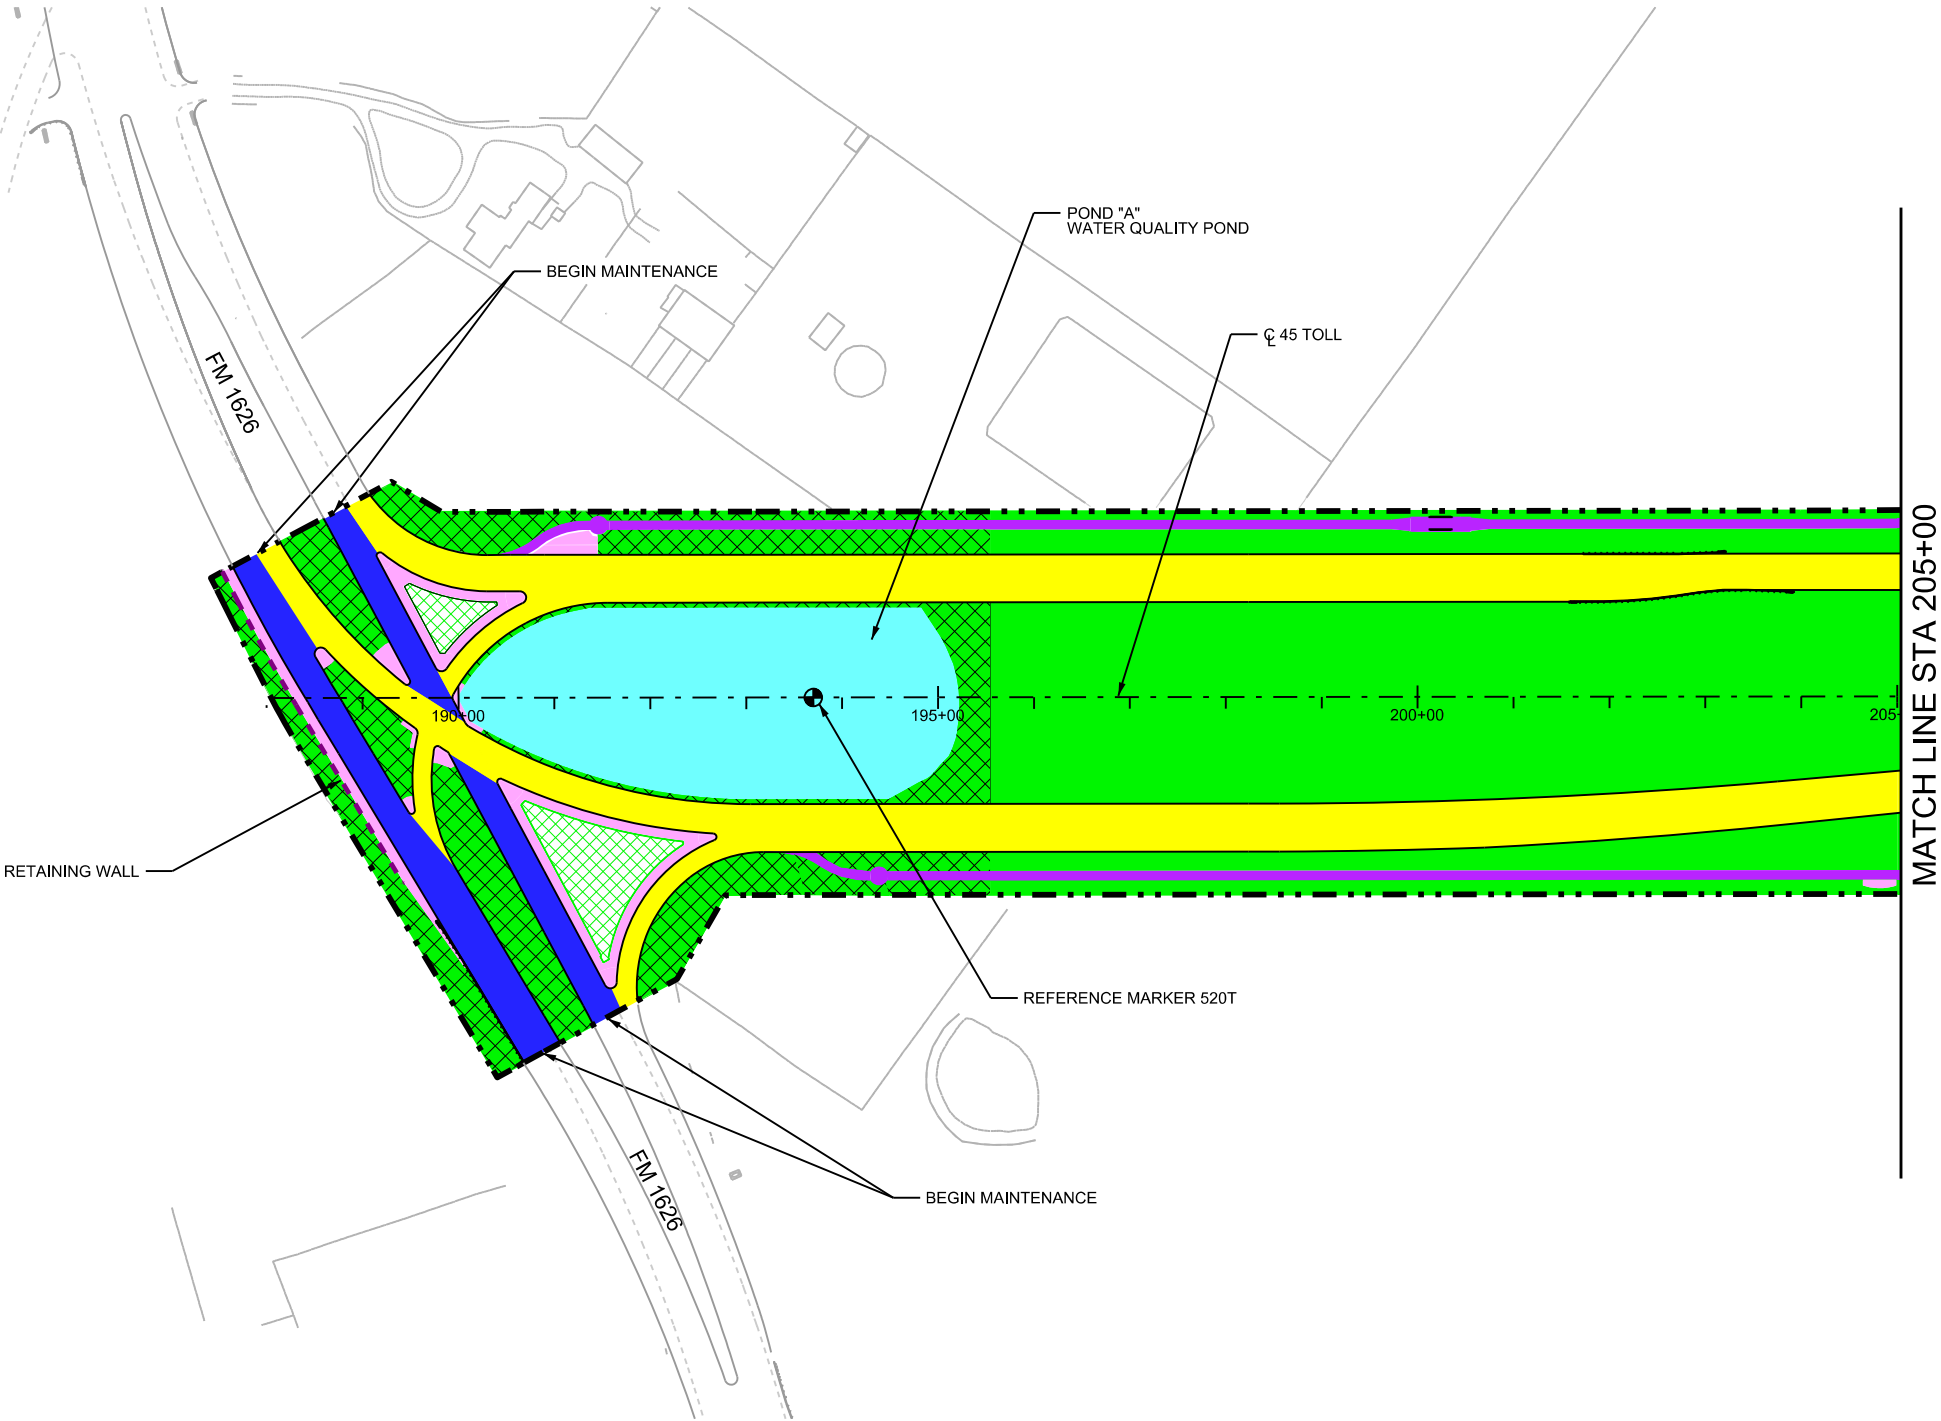 POND "A"
WATER QUALITY POND
BEGIN MAINTENANCE
℄ 45 TOLL
FM 1626
MATCH LINE STA 205+00
190+00
195+00
200+00
205+
RETAINING WALL
REFERENCE MARKER 520T
FM 1626
BEGIN MAINTENANCE